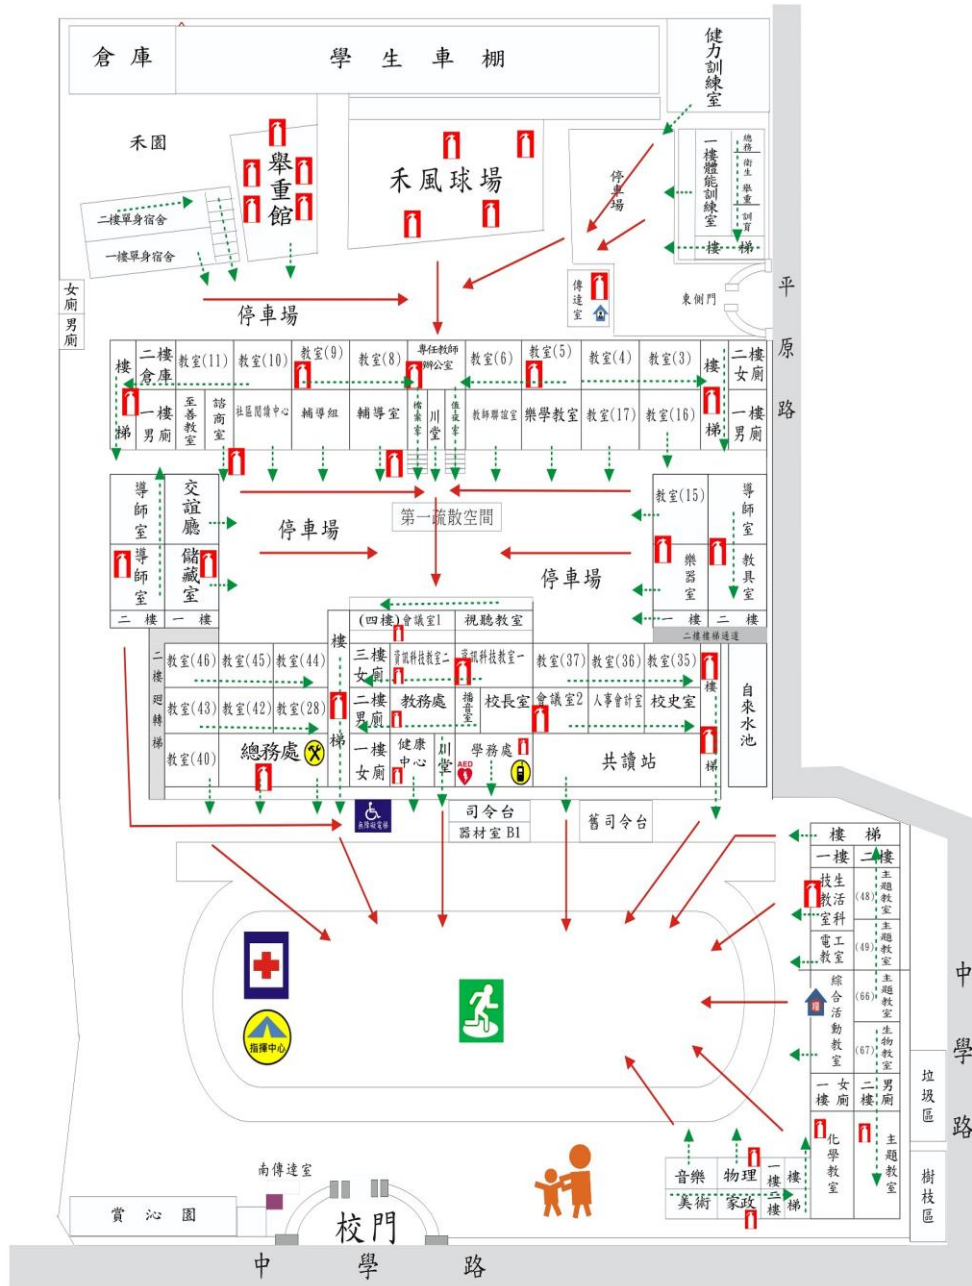 倉庫
學生車棚
健力訓練室
禾園
舉重館
禾風球場
停車場
一樓體能訓練室
總務
衛生
舉重
訓育
樓梯
二樓單身宿舍
一樓單身宿舍
傳達室
東側門
平原路
女廁
男廁
停車場
樓梯
二樓倉庫
教室(11)
教室(10)
教室(9)
教室(8)
專任教師辦公室
教室(6)
教室(5)
教室(4)
教室(3)
樓梯
二樓女廁
一樓男廁
至善教室
諮商室
社區閱讀中心
輔導組
輔導室
檔案室
川堂
值夜室
教師聯誼室
樂學教室
教室(17)
教室(16)
一樓男廁
導師室
交誼廳
停車場
第一疏散空間
教室(15)
導師室
導師室
儲藏室
停車場
樂器室
教具室
二樓
一樓
一樓
二樓
二樓樓梯通道
(四樓)會議室1
視聽教室
二樓迴轉梯
教室(46)
教室(45)
教室(44)
樓梯
三樓女廁
資訊科技教室二
資訊科技教室一
教室(37)
教室(36)
教室(35)
樓梯
自來水池
教室(43)
教室(42)
教室(28)
二樓男廁
教務處
播音室
校長室
會議室2
人事會計室
校史室
教室(40)
總務處
一樓女廁
健康中心
川堂
學務處
AED
共讀站
無障礙電梯
司令台
器材室 B1
舊司令台
樓梯
一樓
二樓
生活科技教室
(48)
主題教室
電工教室
(49)
主題教室
綜合活動教室
(66)
主題教室
(67)
生物教室
指揮中心
一樓女廁
二樓男廁
化學教室
主題教室
垃圾區
樹枝區
中學路
音樂
物理
一樓
樓梯
美術
家政
二樓
南傳達室
賞沁園
校門
中學路